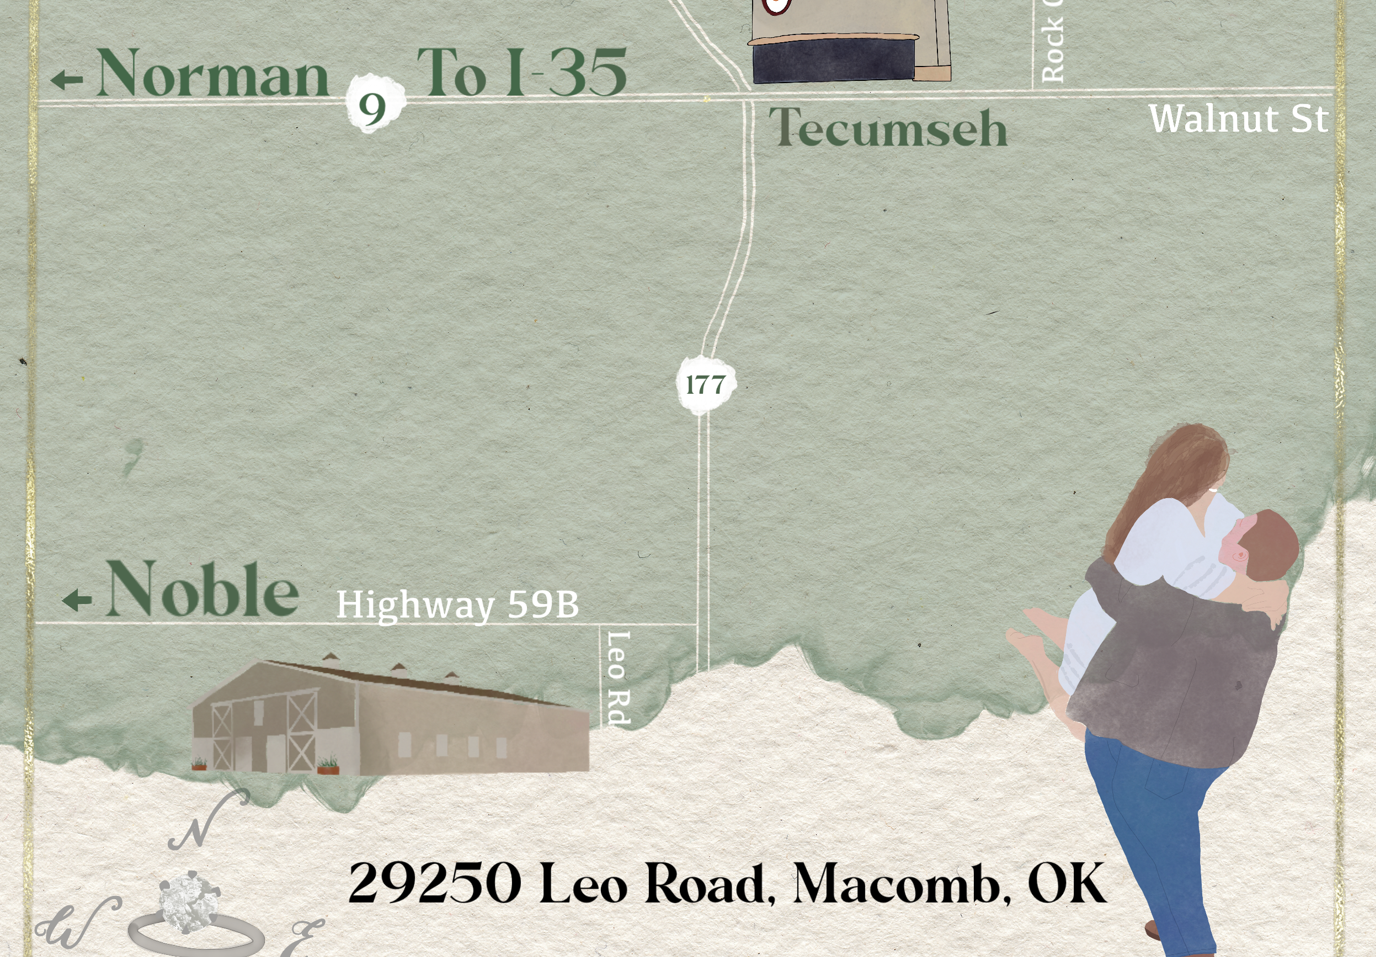 Rock C
Norman
To I-35
9
Tecumseh
Walnut St
177
Noble
Highway 59B
Leo Rd
N
29250 Leo Road, Macomb, OK
W
E